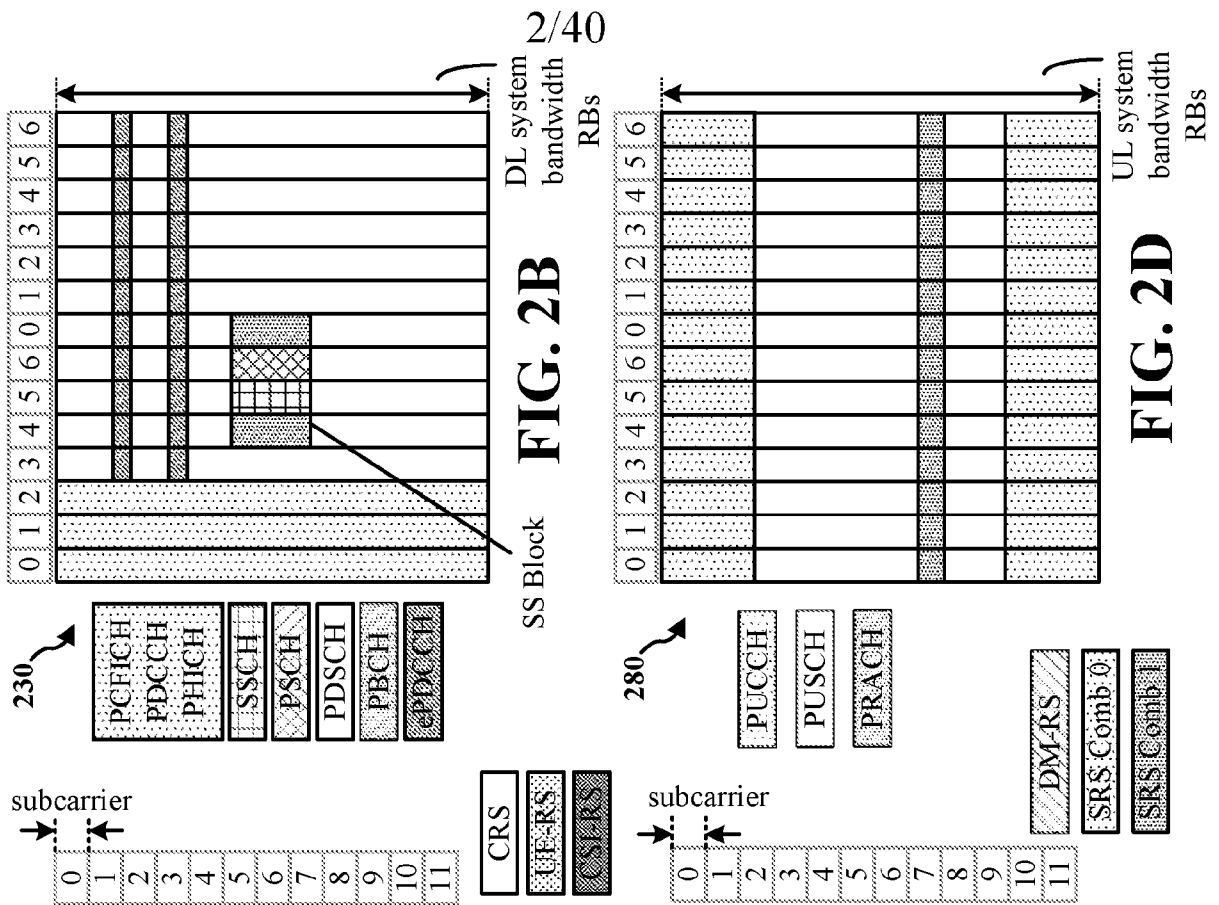 2/40
230
PCFICH
PDCCH
PHICH
SSCH
PSCH
PDSCH
PBCH
ePDCCH
0 1 2 3 4 5 6 0 1 2 3 4 5 6
DL system
bandwidth
RBs
SS Block
FIG. 2B
subcarrier
0
1
2
3
4
5
6
7
8
9
10
11
CRS
UE-RS
CSI-RS
280
PUCCH
PUSCH
PRACH
0 1 2 3 4 5 6 0 1 2 3 4 5 6
UL system
bandwidth
RBs
FIG. 2D
subcarrier
0
1
2
3
4
5
6
7
8
9
10
11
DM-RS
SRS Comb 0
SRS Comb 1